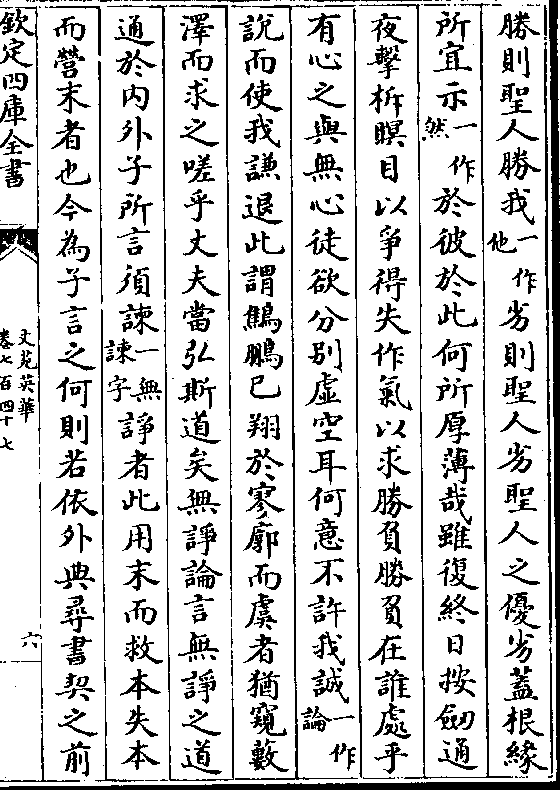 勝則聖人勝我一作他劣則聖人劣聖人之優劣蓋根緣
所宜示一作然於彼於此何所厚薄哉雖復終日按劒通
夜擊柝瞑目以爭得失作氣以求勝負勝負在誰處乎
有心之與無心徒欲分别虛空耳何意不許我誠一作論
說而使我謙退此謂鷦鵬已翔於寥廓而虞者猶窺藪
澤而求之嗟乎丈夫當弘斯道矣無諍論言無諍之道
通於内外子所言須諫一無諫字諍者此用末而救本失本
而營末者也今為子言之何則若依外典尋書契之前
欽定四庫全書
文苑英華
卷七百四十七
六